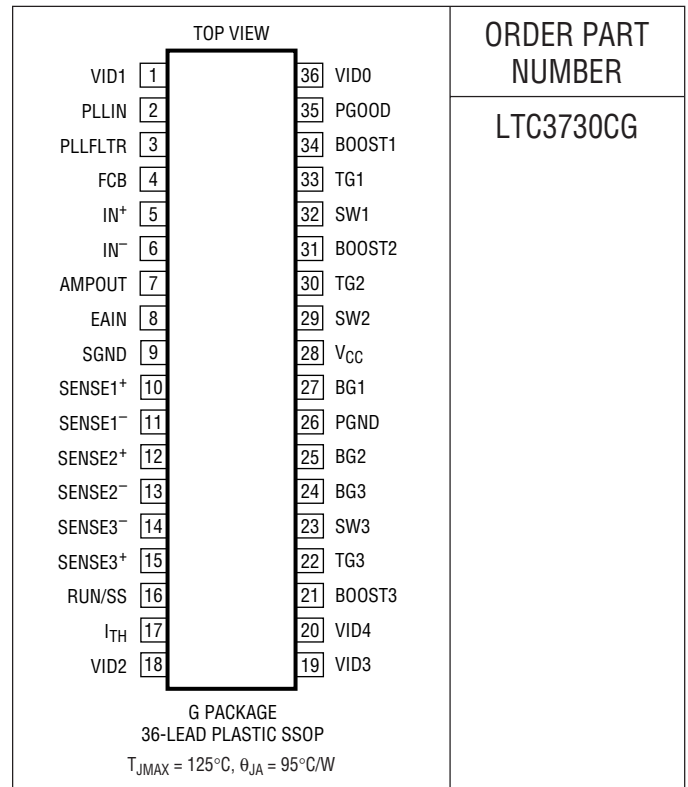 TOP VIEW
VID1 1
PLLIN 2
PLLFLTR 3
FCB 4
IN+ 5
IN− 6
AMPOUT 7
EAIN 8
SGND 9
SENSE1+ 10
SENSE1− 11
SENSE2+ 12
SENSE2− 13
SENSE3− 14
SENSE3+ 15
RUN/SS 16
ITH 17
VID2 18
36 VID0
35 PGOOD
34 BOOST1
33 TG1
32 SW1
31 BOOST2
30 TG2
29 SW2
28 VCC
27 BG1
26 PGND
25 BG2
24 BG3
23 SW3
22 TG3
21 BOOST3
20 VID4
19 VID3
G PACKAGE
36-LEAD PLASTIC SSOP
TJMAX = 125°C, θJA = 95°C/W
ORDER PART
NUMBER
LTC3730CG